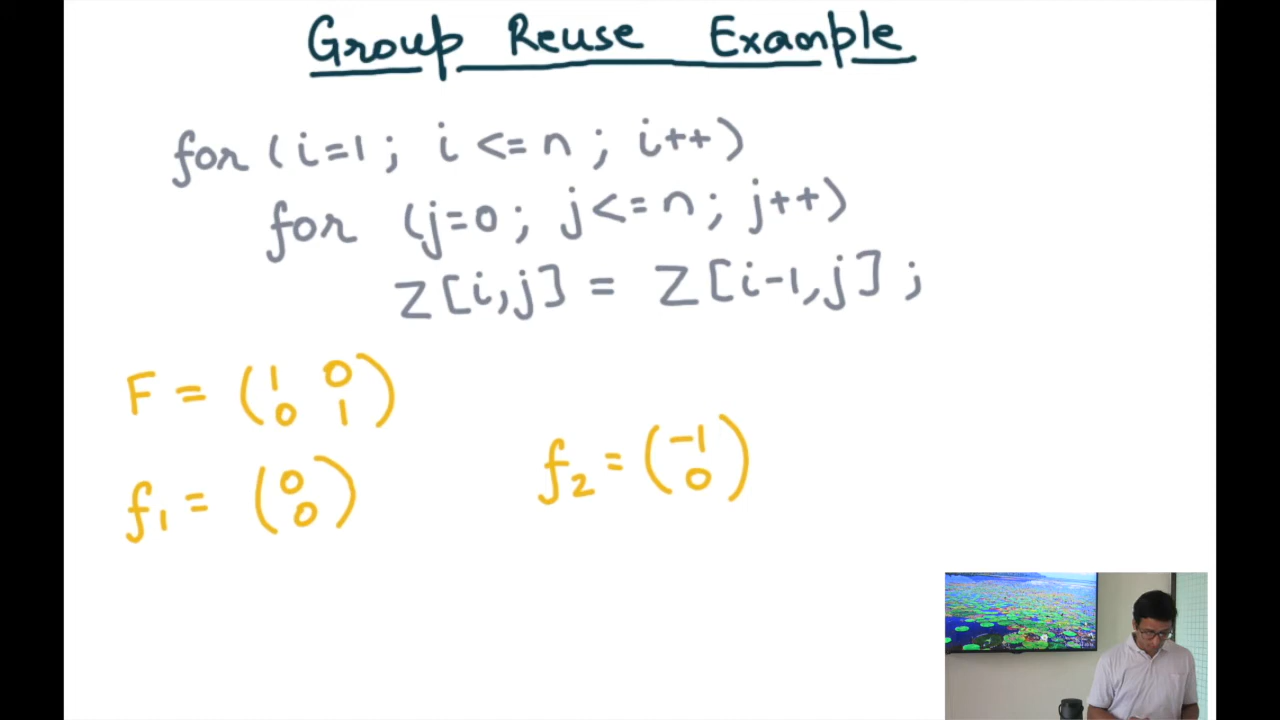 Group Reuse Example
for (i=1; i <= n; i++)
for (j=0; j<=n; j++)
Z[i,j] = Z[i-1,j];
F = (1 0
0 1)
f1 = (0
0)
f2 = (-1
0)